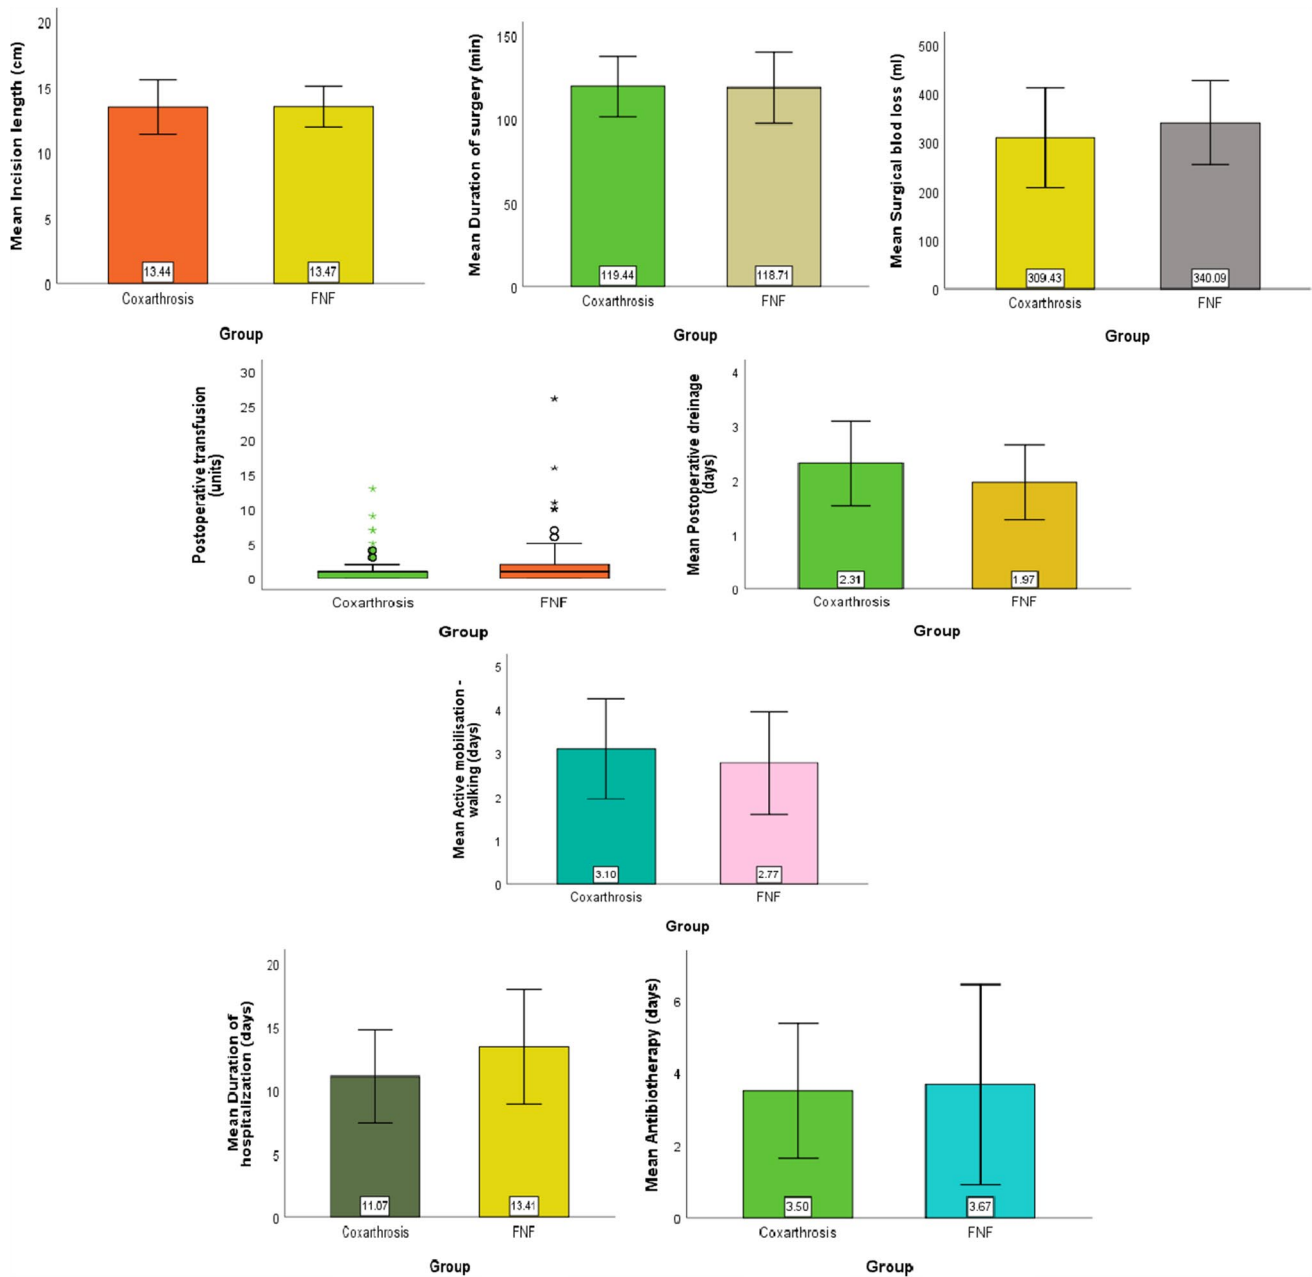 Mean Incision length (cm)
20
15
10
5
0
13.44
13.47
Coxarthrosis
FNF
Group
Mean Duration of surgery (min)
150
100
50
0
119.44
118.71
Coxarthrosis
FNF
Group
Mean Surgical blod loss (ml)
500
400
300
200
100
0
309.43
340.09
Coxarthrosis
FNF
Group
Postoperative transfusion
(units)
30
25
20
15
10
5
0
Coxarthrosis
FNF
Group
Mean Postoperative dreinage
(days)
4
3
2
1
0
2.31
1.97
Coxarthrosis
FNF
Group
Mean Active mobilisation -
walking (days)
5
4
3
2
1
0
3.10
2.77
Coxarthrosis
FNF
Group
Mean Duration of
hospitalization (days)
20
15
10
5
0
11.07
13.41
Coxarthrosis
FNF
Group
Mean Antibiotherapy (days)
6
4
2
0
3.50
3.67
Coxarthrosis
FNF
Group